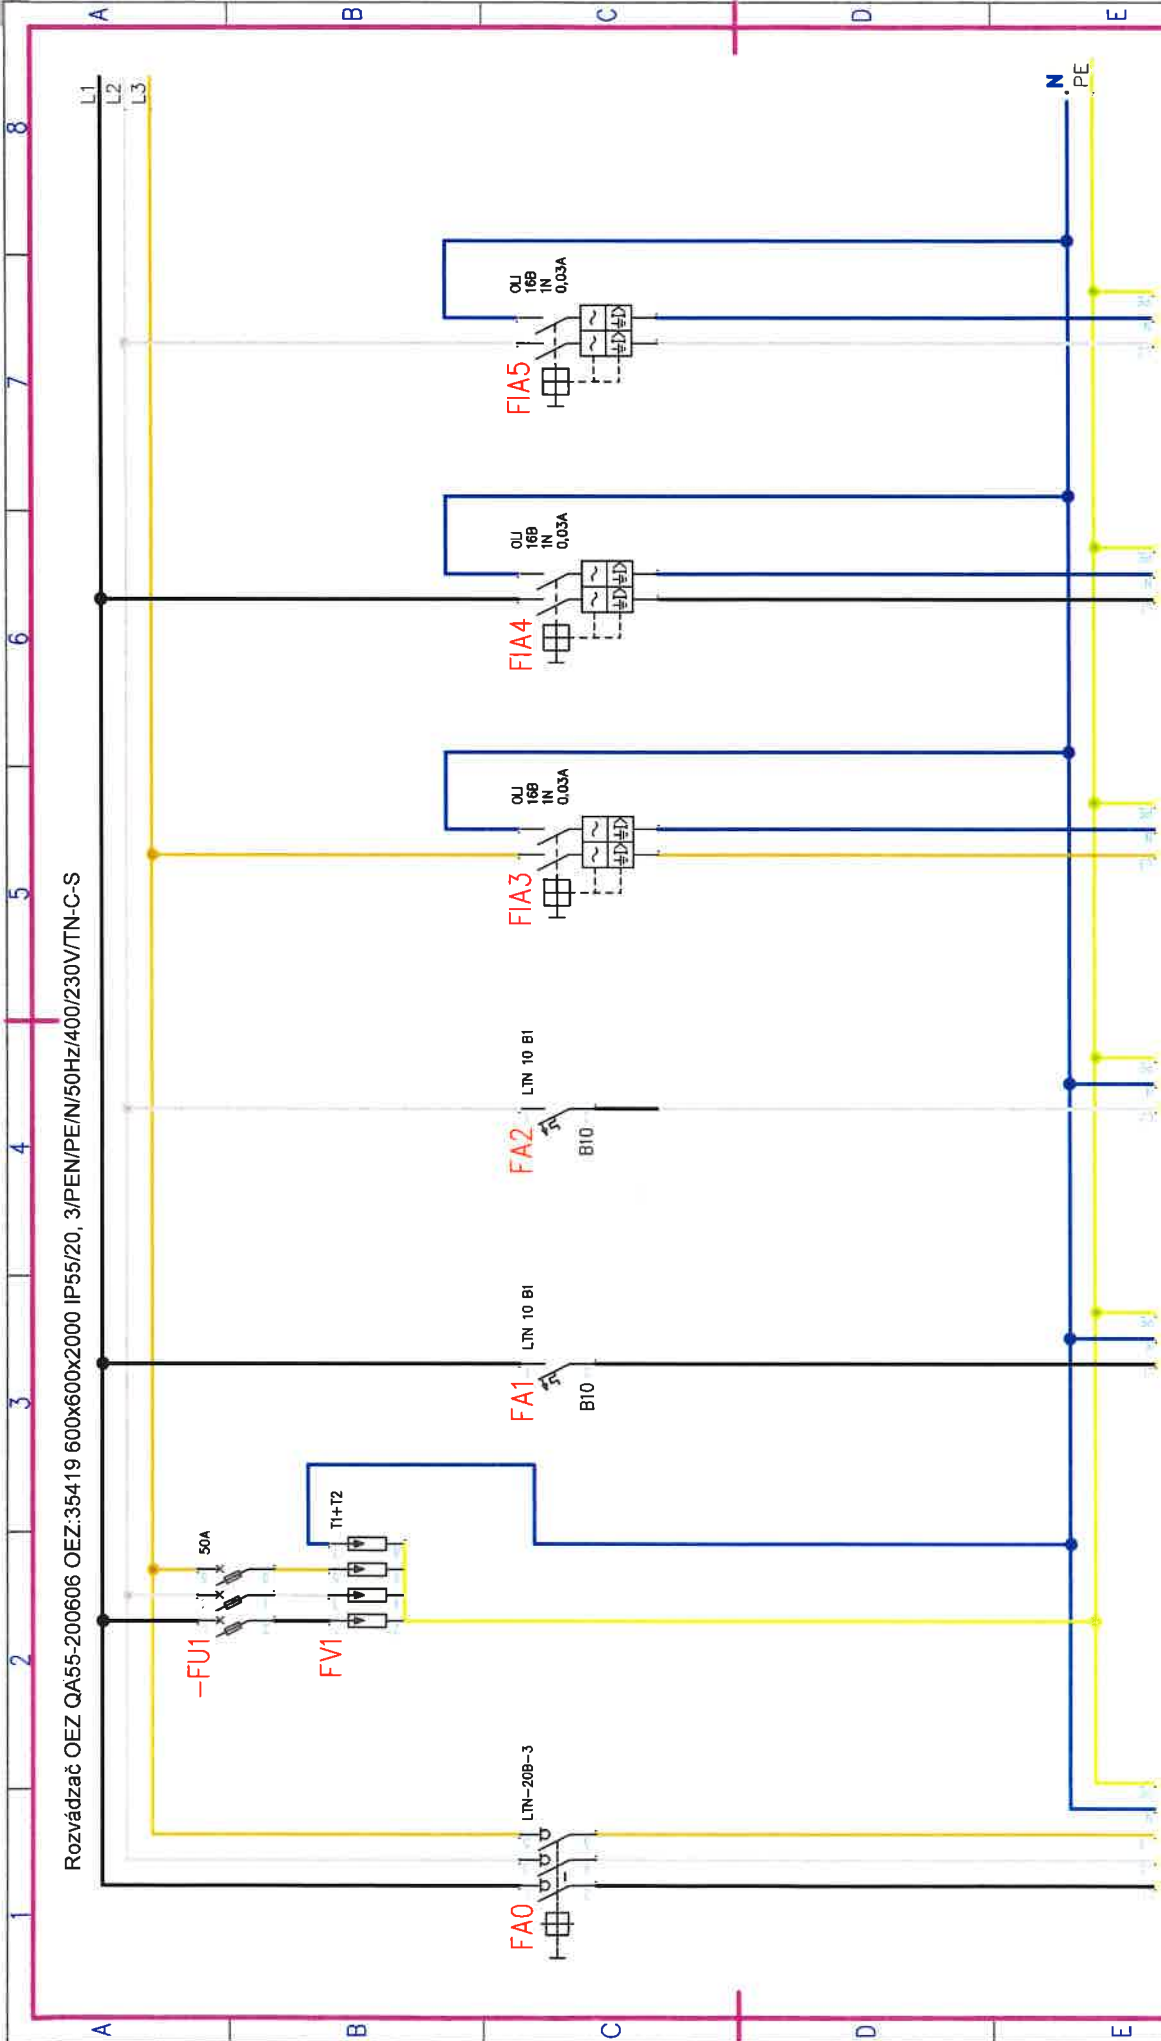 1
2
3
4
5
6
7
8
A
A
Rozvádzač OEZ QA55-200606 OEZ:35419 600x600x2000 IP55/20, 3/PEN/PE/N/50Hz/400/230V/TN-C-S
L1
L2
L3
B
B
-FU1
50A
FV1
T1+T2
C
C
FA0
LTN-20B-3
FA1
LTN 10 B1
B10
FA2
LTN 10 B1
B10
FIA3
OLI
16B
1N
0,03A
FIA4
OLI
16B
1N
0,03A
FIA5
OLI
16B
1N
0,03A
D
D
N
PE
E
E